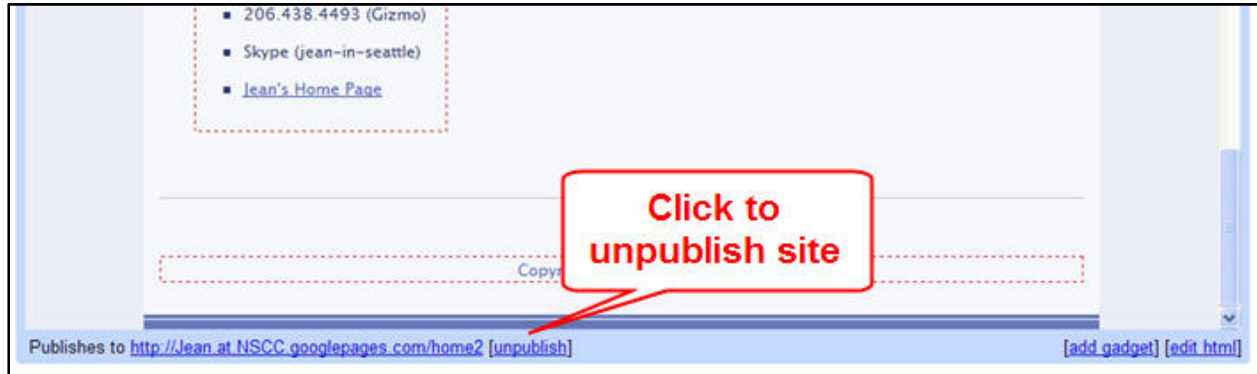 206.438.4493 (Gizmo)
Skype (jean-in-seattle)
Jean's Home Page
Click to
unpublish site
Publishes to http://Jean.at.NSCC.googlepages.com/home2 [unpublish]
[add gadget] [edit html]